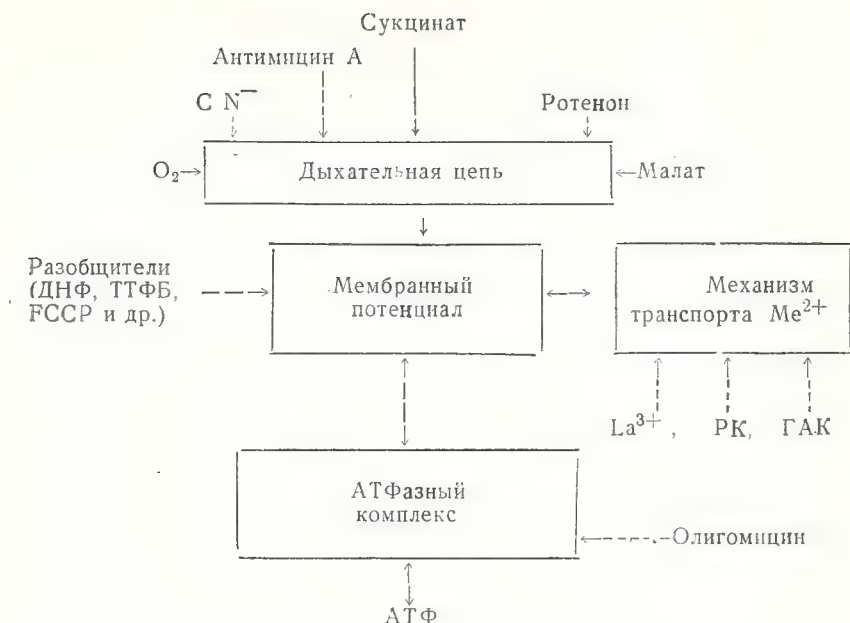 Сукцинат
Антимицин А
C N⁻
Ротенон
O₂
Дыхательная цепь
Малат
Разобщители
(ДНФ, ТТФБ,
FCCP и др.)
Мембранный
потенциал
Механизм
транспорта Me²⁺
La³⁺, РК, ГАК
АТФазный
комплекс
Олигомицин
АТФ